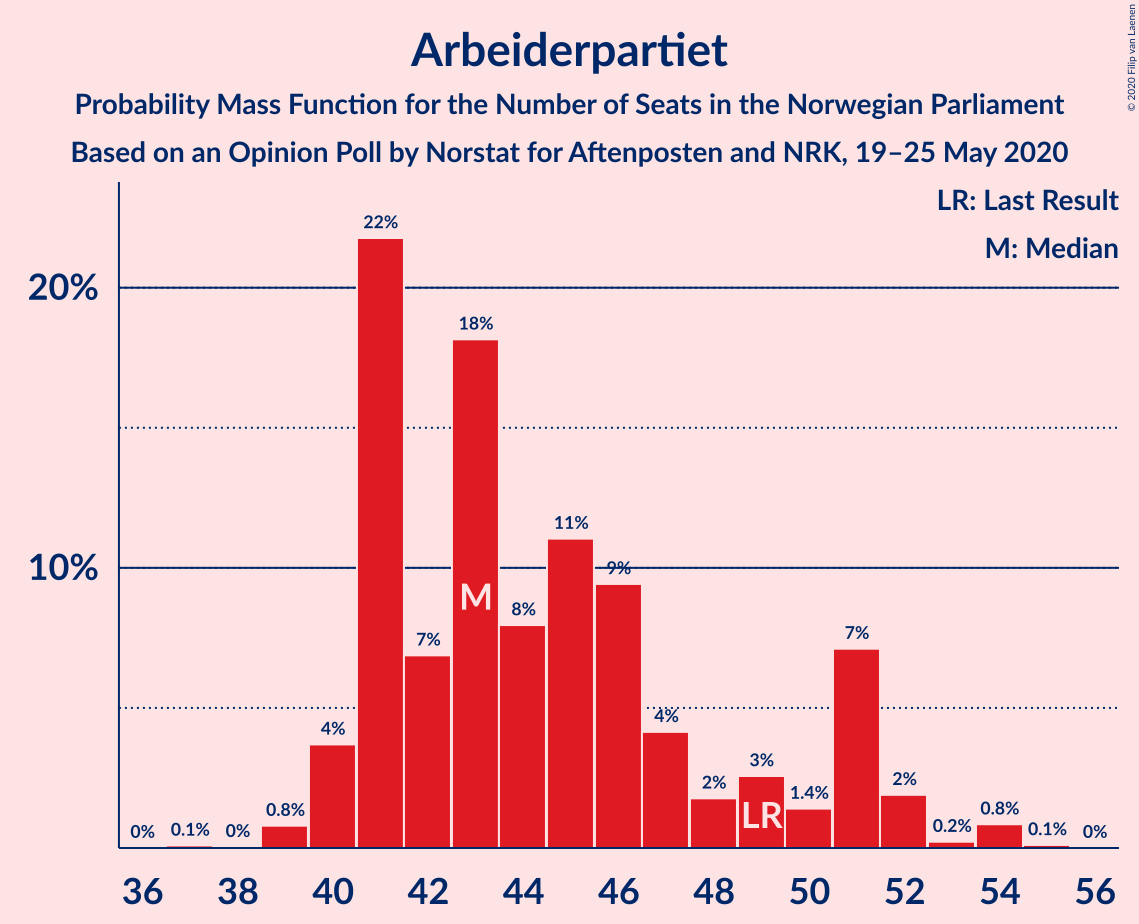 Arbeiderpartiet
Probability Mass Function for the Number of Seats in the Norwegian Parliament
Based on an Opinion Poll by Norstat for Aftenposten and NRK, 19–25 May 2020
© 2020 Filip van Laenen
LR: Last Result
M: Median
20%
10%
0%
0.1%
0%
0.8%
4%
22%
7%
18%
8%
11%
9%
4%
2%
3%
1.4%
7%
2%
0.2%
0.8%
0.1%
0%
M
LR
36 38 40 42 44 46 48 50 52 54 56